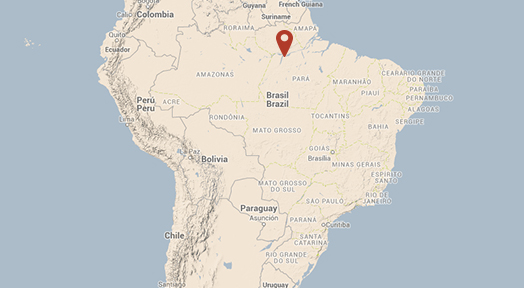 Guyana
French Guiana
Suriname
Caibo
Colombia
RORAIMA
AMAPÁ
Quito
Ecuador
AMAZONAS
PARÁ
MARANHÃO
CEARÁ
RIO GRANDE
DO NORTE
PARAÍBA
PIAUÍ
PERNAMBUCO
Brasil
Brazil
Perú
Peru
ACRE
ALAGOAS
Lima
RONDÔNIA
TOCANTINS
SERGIPE
MATO GROSSO
BAHIA
GOIÁS
Brasília
La Paz
Bolivia
MINAS GERAIS
ESPÍRITO
SANTO
MATO GROSSO
DO SUL
RIO DE
JANEIRO
SÃO PAULO
Paraguay
Asunción
PARANÁ
Curitiba
Chile
SANTA
CATARINA
RIO GRANDE
DO SUL
Santiago
Uruguay